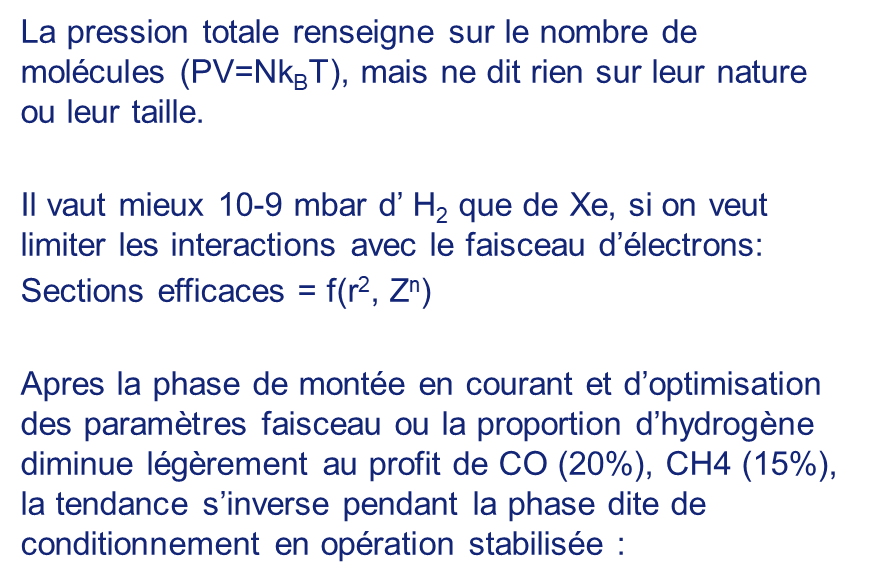 La pression totale renseigne sur le nombre de
molécules (PV=Nk_BT), mais ne dit rien sur leur nature
ou leur taille.
Il vaut mieux 10-9 mbar d’ H₂ que de Xe, si on veut
limiter les interactions avec le faisceau d’électrons:
Sections efficaces = f(r², Zⁿ)
Apres la phase de montée en courant et d’optimisation
des paramètres faisceau ou la proportion d’hydrogène
diminue légèrement au profit de CO (20%), CH4 (15%),
la tendance s’inverse pendant la phase dite de
conditionnement en opération stabilisée :